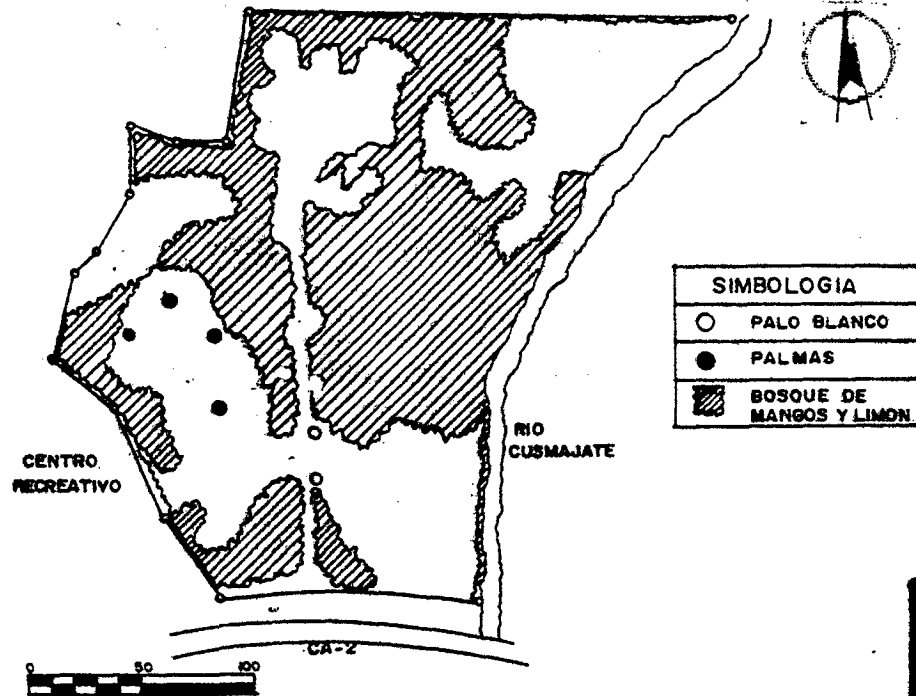 SIMBOLOGIA
PALO BLANCO
PALMAS
BOSQUE DE
MANGOS Y LIMON
RIO
CUSMAJATE
CENTRO
RECREATIVO
CA-2
0 50 100